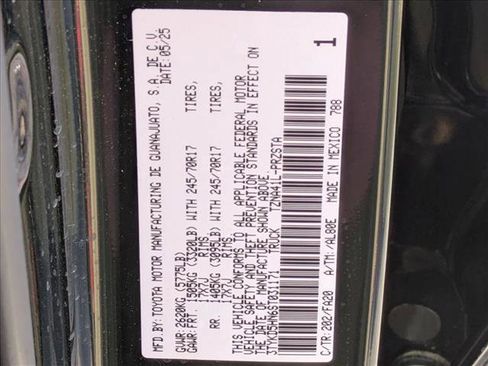 MFD.BY: TOYOTA MOTOR MANUFACTURING DE GUANAJUATO, S.A. DE C.V.
DATE: 05/25
GVWR: 2620KG (5775LB)
GAWR: FRT. 1505KG (3320LB) WITH 245/70R17 TIRES,
17X7J RIMS
RR. 1405KG (3095LB) WITH 245/70R17 TIRES,
17X7J RIMS
THIS VEHICLE CONFORMS TO ALL APPLICABLE FEDERAL MOTOR
VEHICLE SAFETY AND THEFT PREVENTION STANDARDS IN EFFECT ON
THE DATE OF MANUFACTURE SHOWN ABOVE.
3TYKD5HN6ST031171 TRUCK TZNA41L-PRZSTA
C/TR: 202/FA20 A/TM: /AL80E MADE IN MEXICO 788
1